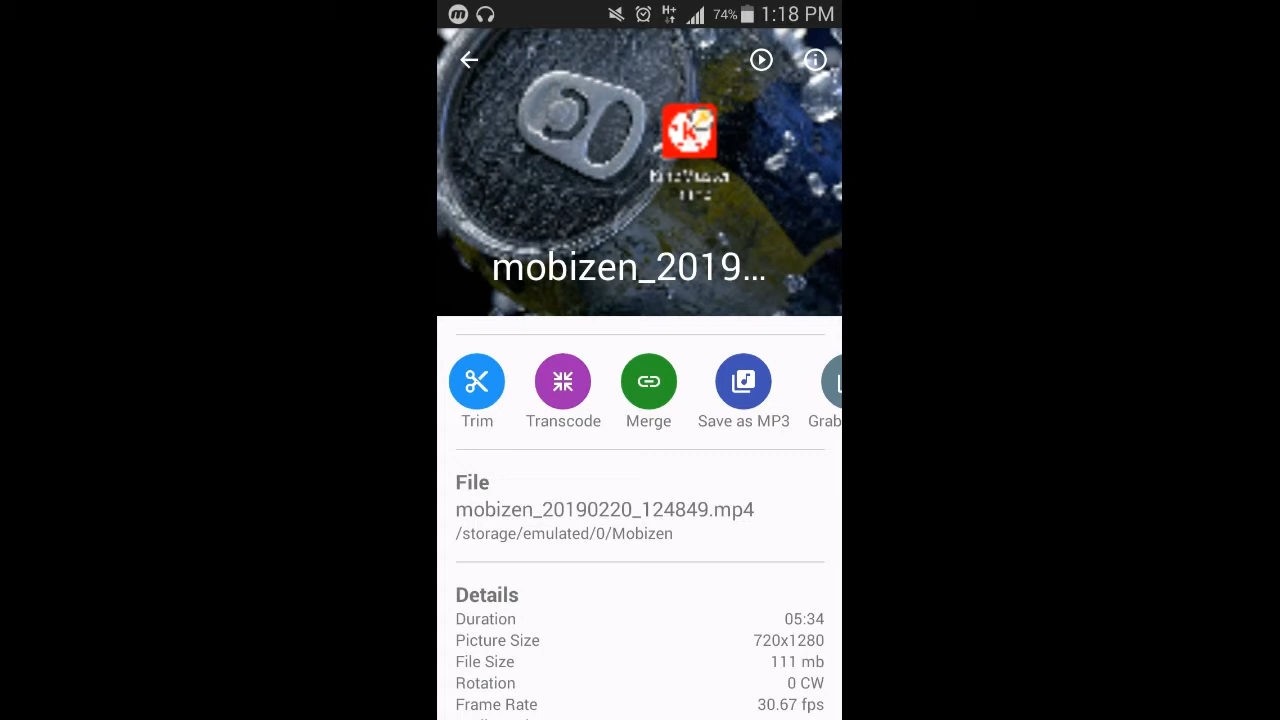 H+ 74% 1:18 PM
mobizen_2019...
Trim Transcode Merge Save as MP3 Grab
File
mobizen_20190220_124849.mp4
/storage/emulated/0/Mobizen
Details
Duration 05:34
Picture Size 720x1280
File Size 111 mb
Rotation 0 CW
Frame Rate 30.67 fps